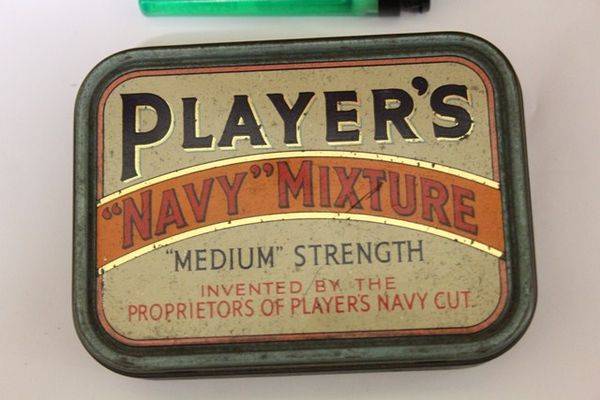 PLAYER'S
"NAVY" MIXTURE
"MEDIUM" STRENGTH
INVENTED BY THE
PROPRIETORS OF PLAYER'S NAVY CUT.